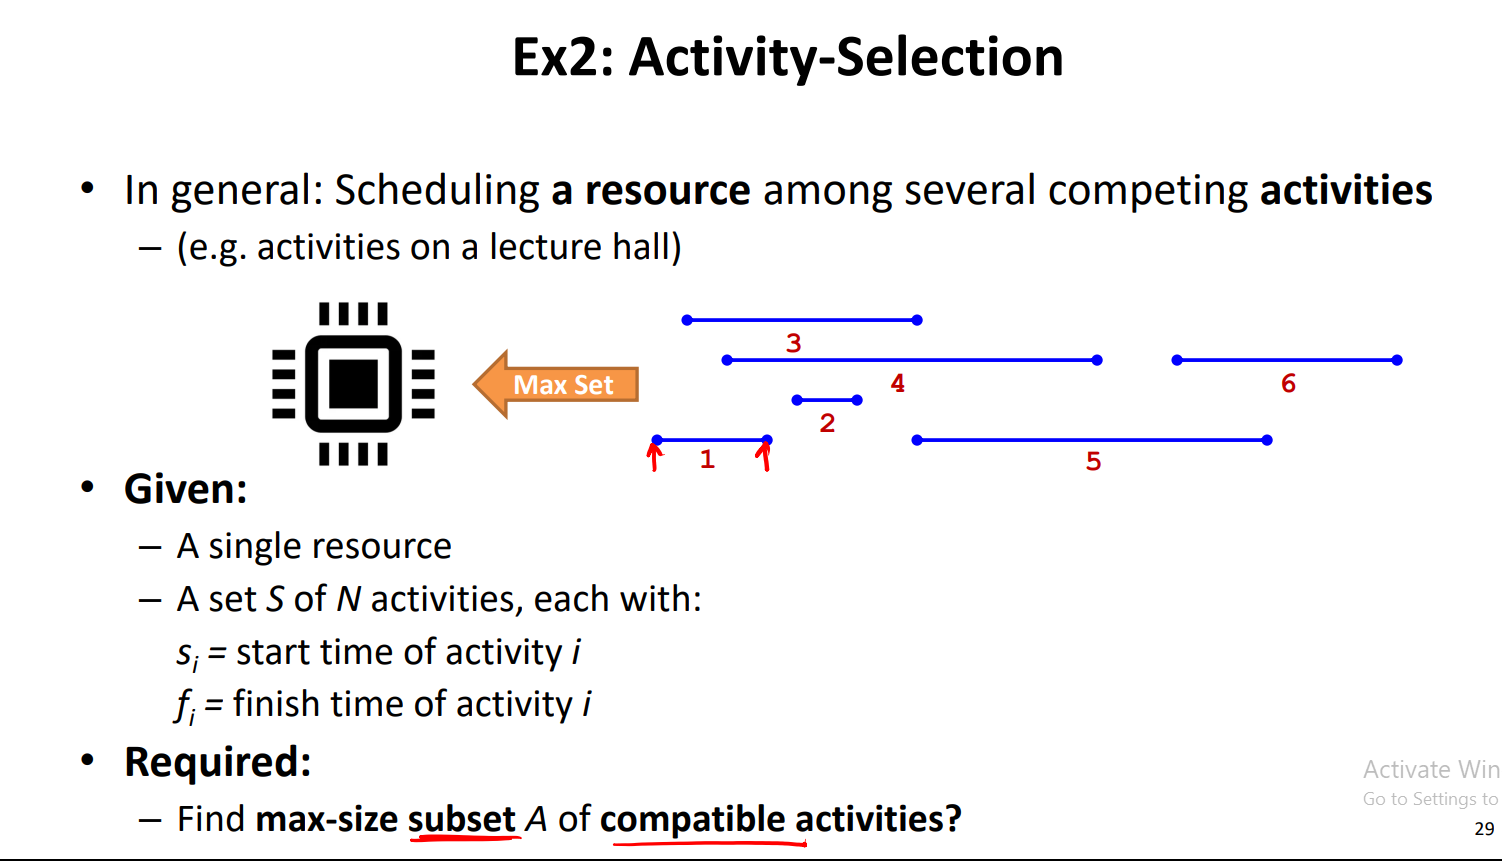 Ex2: Activity-Selection
• In general: Scheduling a resource among several competing activities
– (e.g. activities on a lecture hall)
3
Max Set
4
6
2
1
5
• Given:
– A single resource
– A set S of N activities, each with:
si = start time of activity i
fi = finish time of activity i
• Required:
– Find max-size subset A of compatible activities?
Activate Win
Go to Settings to
29